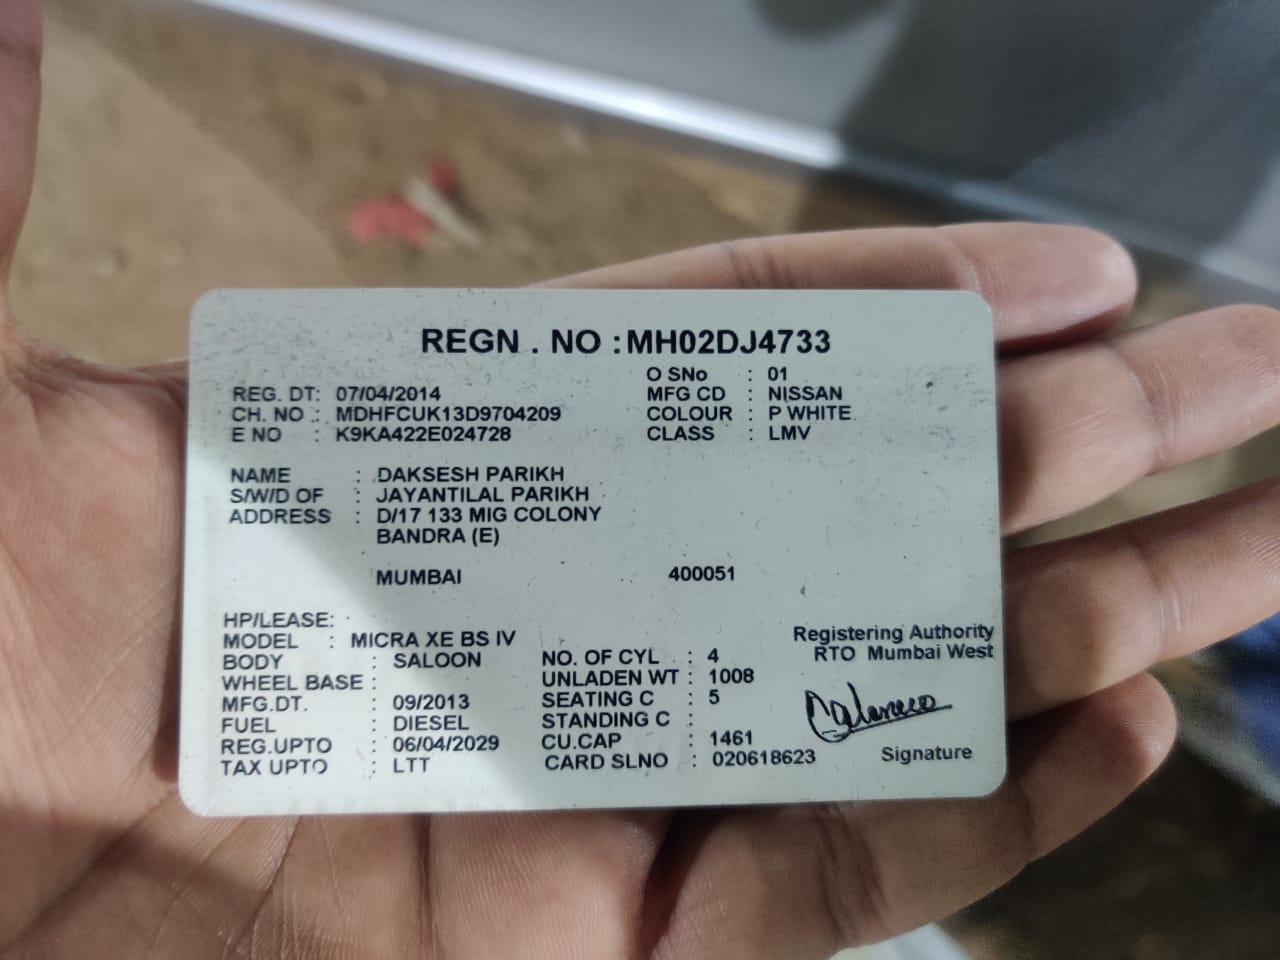 REGN . NO : MH02DJ4733
O SNo : 01
REG. DT: 07/04/2014 MFG CD : NISSAN
CH. NO : MDHFCUK13D9704209 COLOUR : P WHITE
E NO : K9KA422E024728 CLASS : LMV
NAME : DAKSESH PARIKH
S/W/D OF : JAYANTILAL PARIKH
ADDRESS : D/17 133 MIG COLONY
BANDRA (E)
MUMBAI 400051
HP/LEASE:
MODEL : MICRA XE BS IV Registering Authority
BODY : SALOON NO. OF CYL : 4 RTO Mumbai West
WHEEL BASE : UNLADEN WT : 1008
MFG.DT. : 09/2013 SEATING C : 5
FUEL : DIESEL STANDING C :
REG.UPTO : 06/04/2029 CU.CAP : 1461 Signature
TAX UPTO : LTT CARD SLNO : 020618623